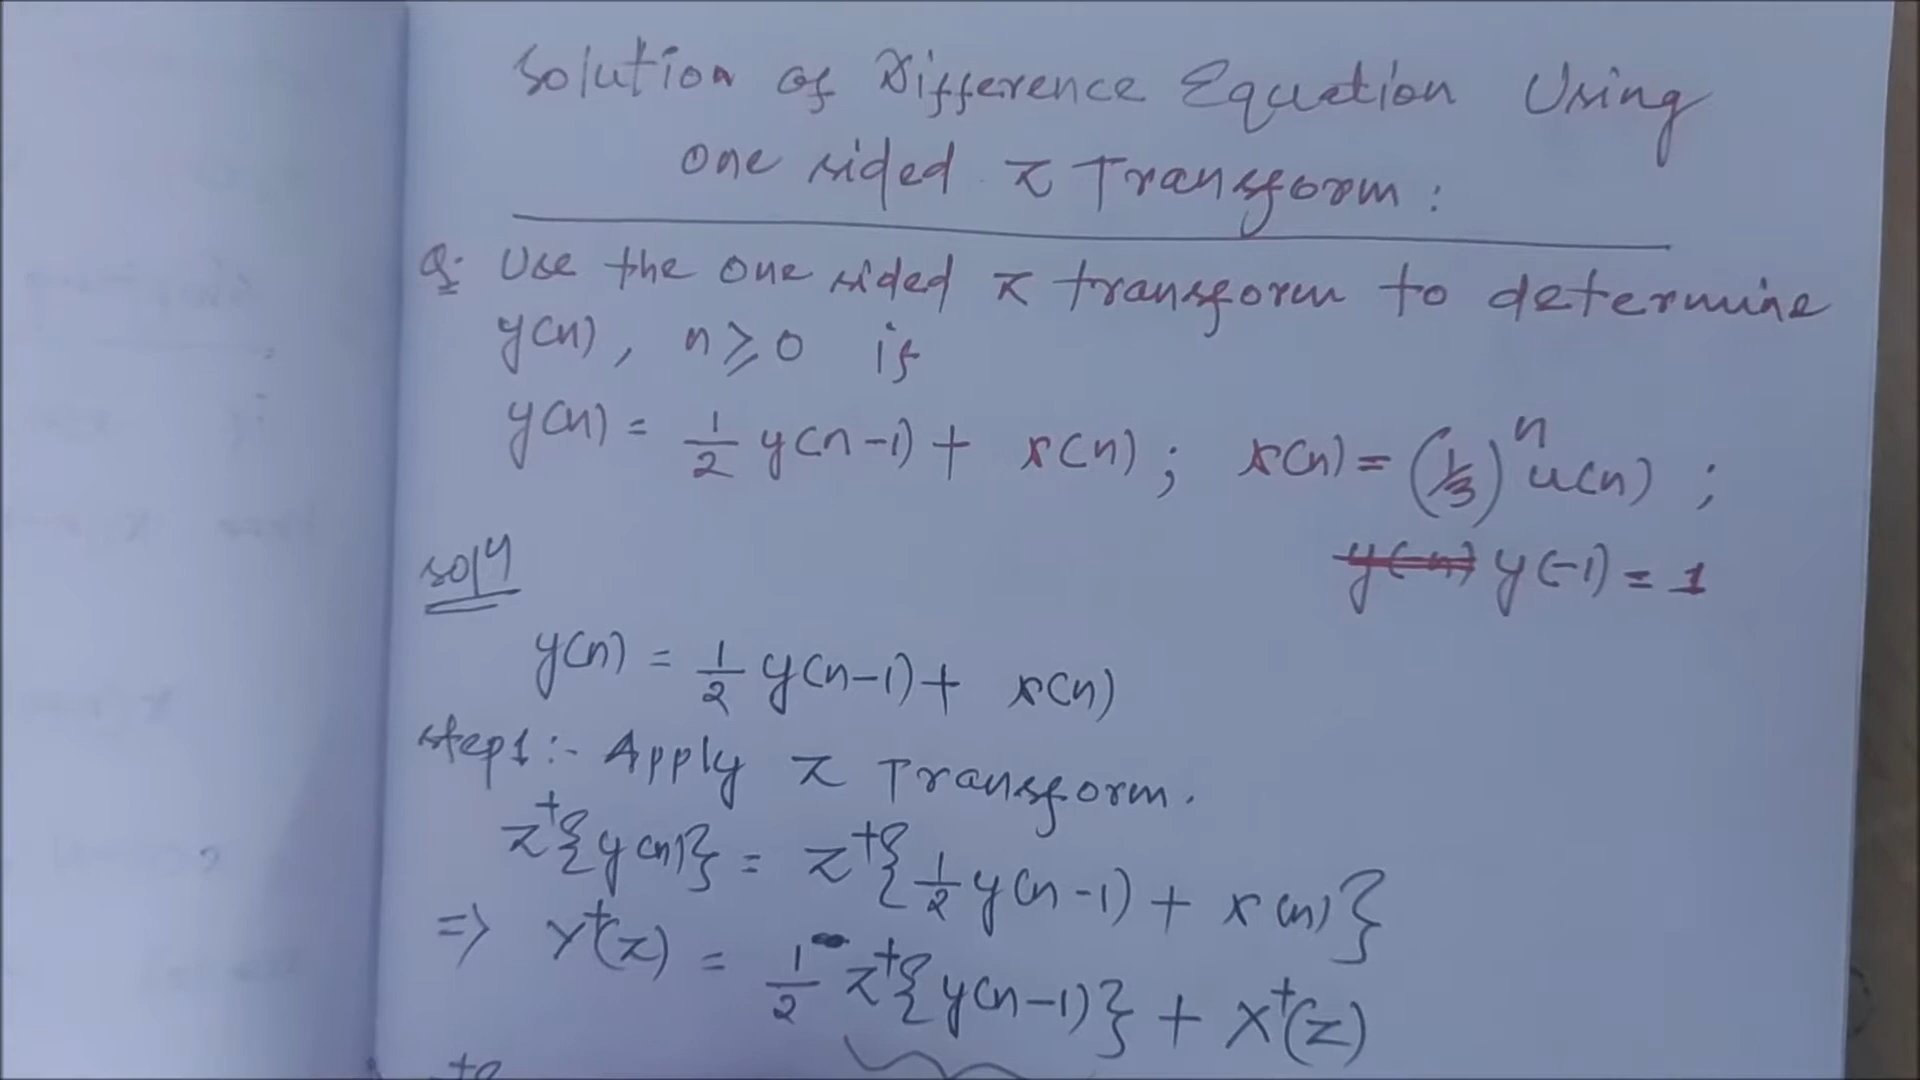 Solution of Difference Equation Using
One sided z Transform:
Q: Use the one sided z transform to determine
y(n), n ≥ 0 if
y(n) = 1/2 y(n-1) + x(n); x(n) = (1/3)^n u(n);
y(-1) = 1
soln
y(n) = 1/2 y(n-1) + x(n)
step1:- Apply z Transform.
z^+{y(n)} = z^+{1/2 y(n-1) + x(n)}
=> Y^+(z) = 1/2 z^+{y(n-1)} + X^+(z)